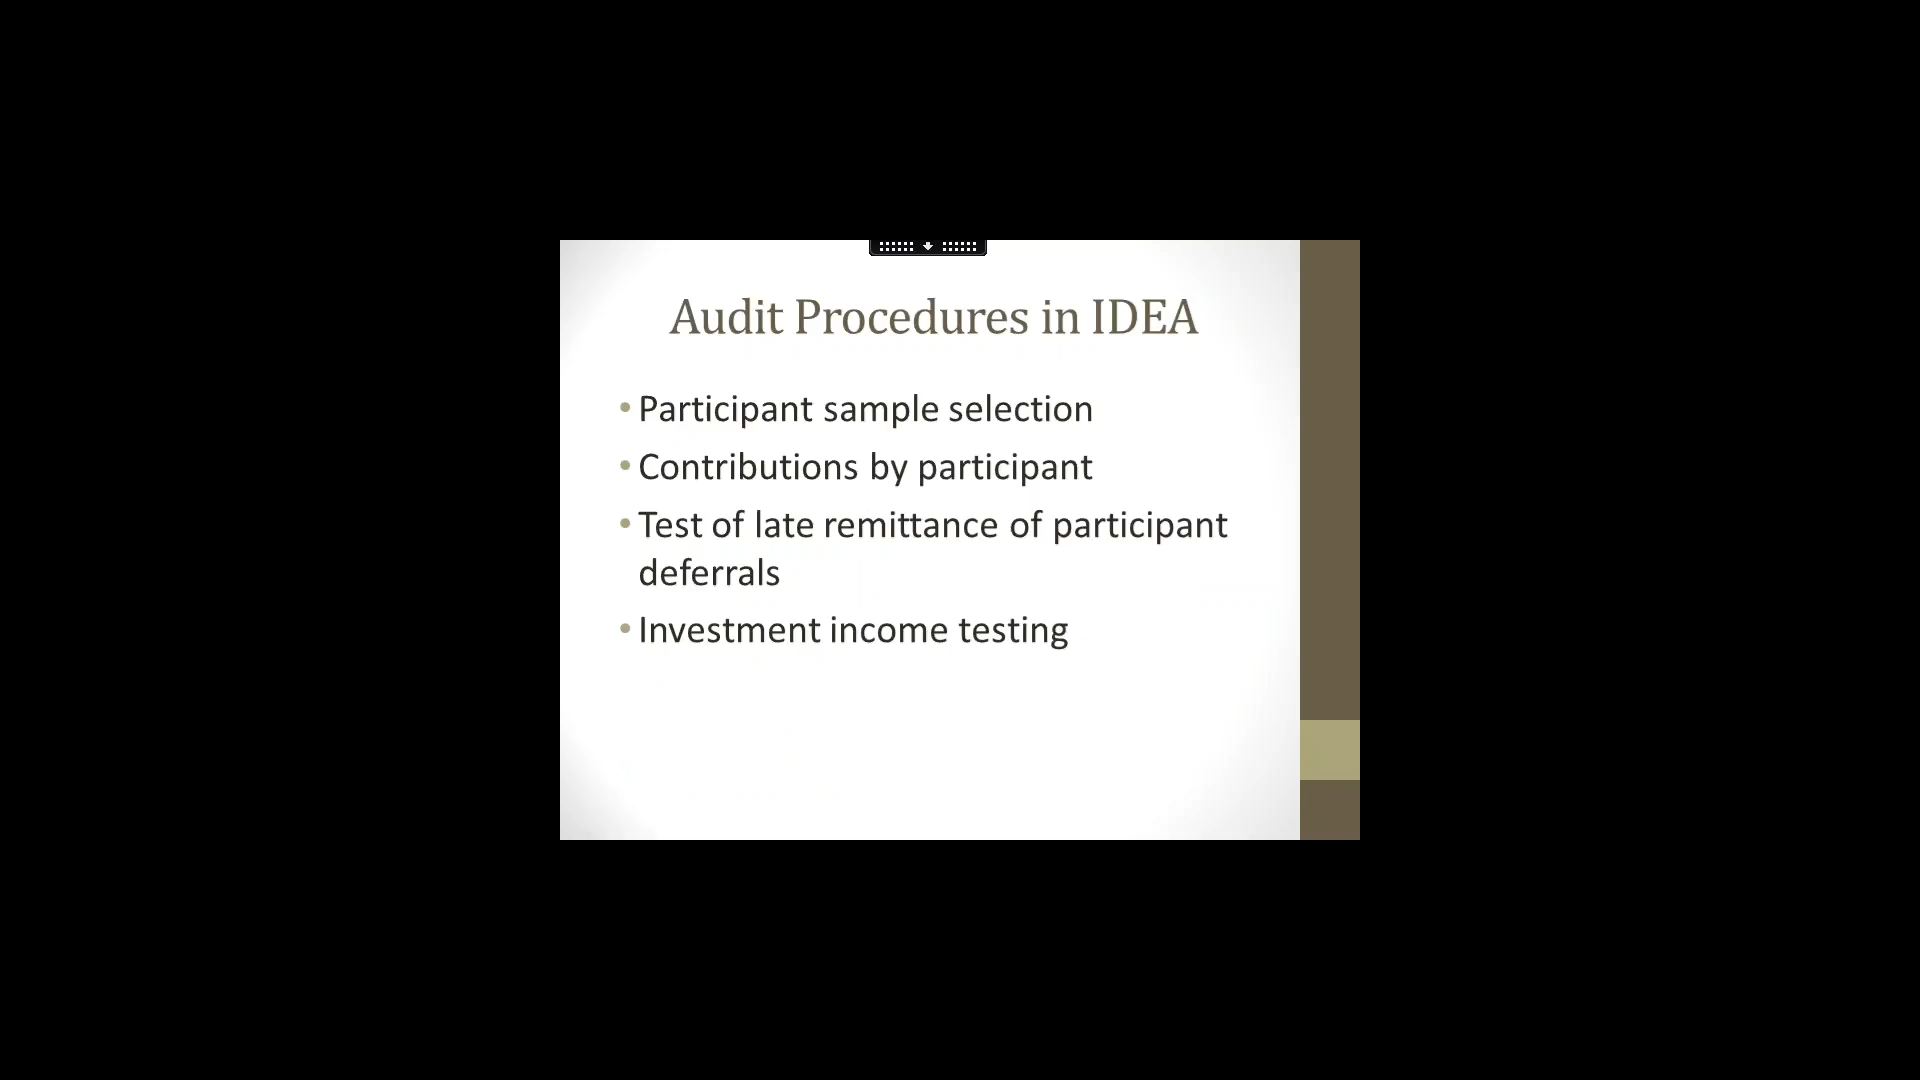 Audit Procedures in IDEA
• Participant sample selection
• Contributions by participant
• Test of late remittance of participant
deferrals
• Investment income testing